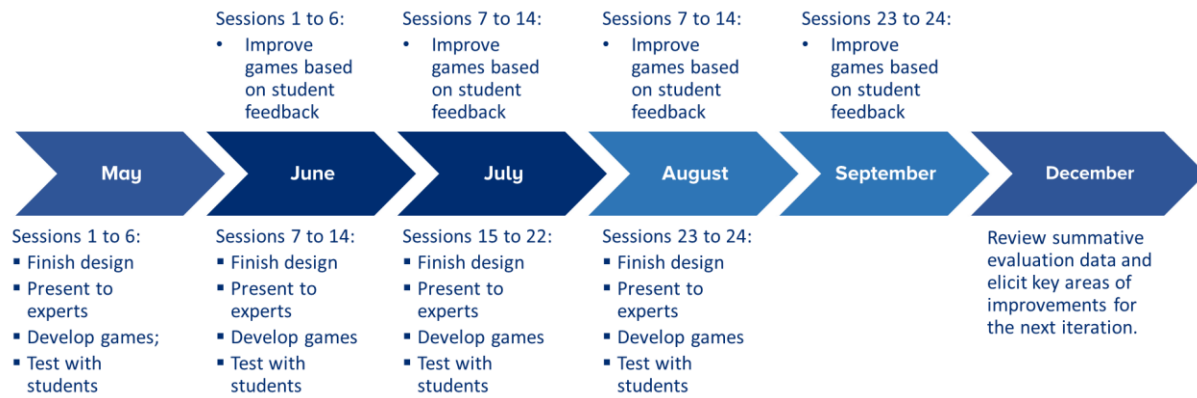 Sessions 1 to 6:
• Improve
games based
on student
feedback
Sessions 7 to 14:
• Improve
games based
on student
feedback
Sessions 7 to 14:
• Improve
games based
on student
feedback
Sessions 23 to 24:
• Improve
games based
on student
feedback
May
June
July
August
September
December
Sessions 1 to 6:
▪ Finish design
▪ Present to
experts
▪ Develop games;
▪ Test with
students
Sessions 7 to 14:
▪ Finish design
▪ Present to
experts
▪ Develop games
▪ Test with
students
Sessions 15 to 22:
▪ Finish design
▪ Present to
experts
▪ Develop games
▪ Test with
students
Sessions 23 to 24:
▪ Finish design
▪ Present to
experts
▪ Develop games
▪ Test with
students
Review summative
evaluation data and
elicit key areas of
improvements for
the next iteration.